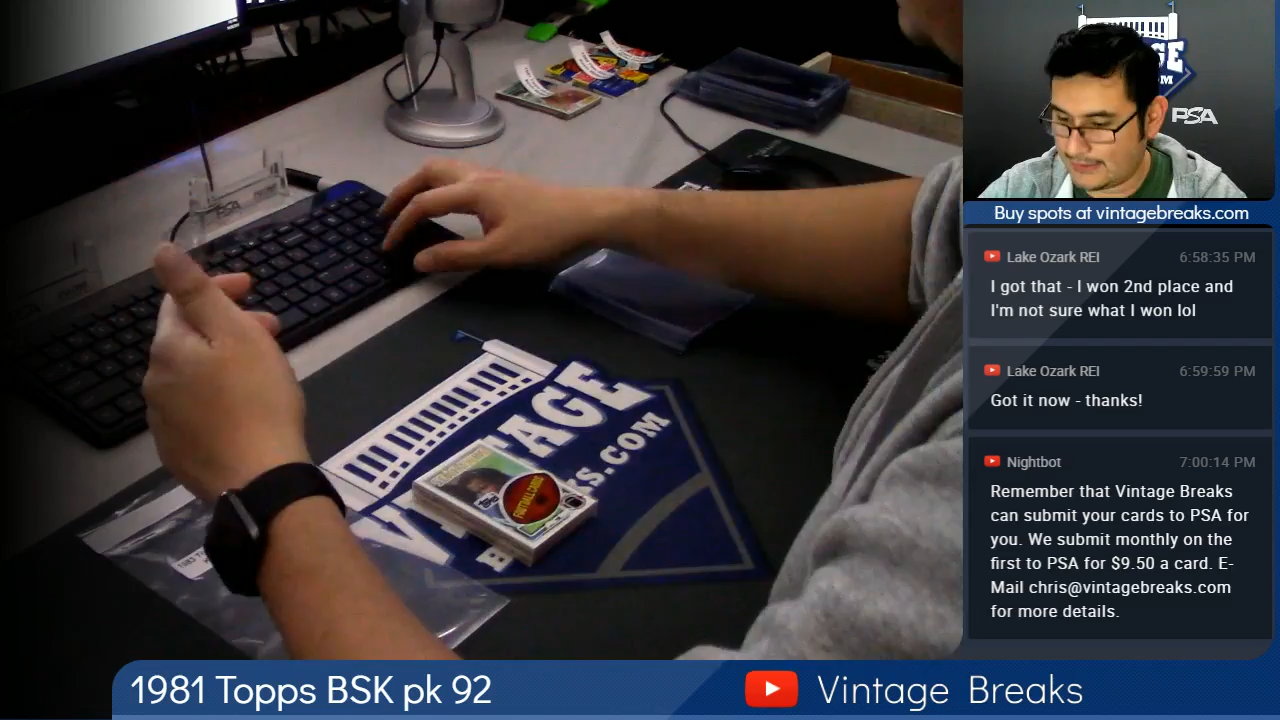 VINTAGE
BREAKS.COM
FOOTBALL CARDS
Topps
PSA
Buy spots at vintagebreaks.com
Lake Ozark REI 6:58:35 PM
I got that - I won 2nd place and
I'm not sure what I won lol
Lake Ozark REI 6:59:59 PM
Got it now - thanks!
Nightbot 7:00:14 PM
Remember that Vintage Breaks
can submit your cards to PSA for
you. We submit monthly on the
first to PSA for $9.50 a card. E-
Mail chris@vintagebreaks.com
for more details.
1981 Topps BSK pk 92
Vintage Breaks